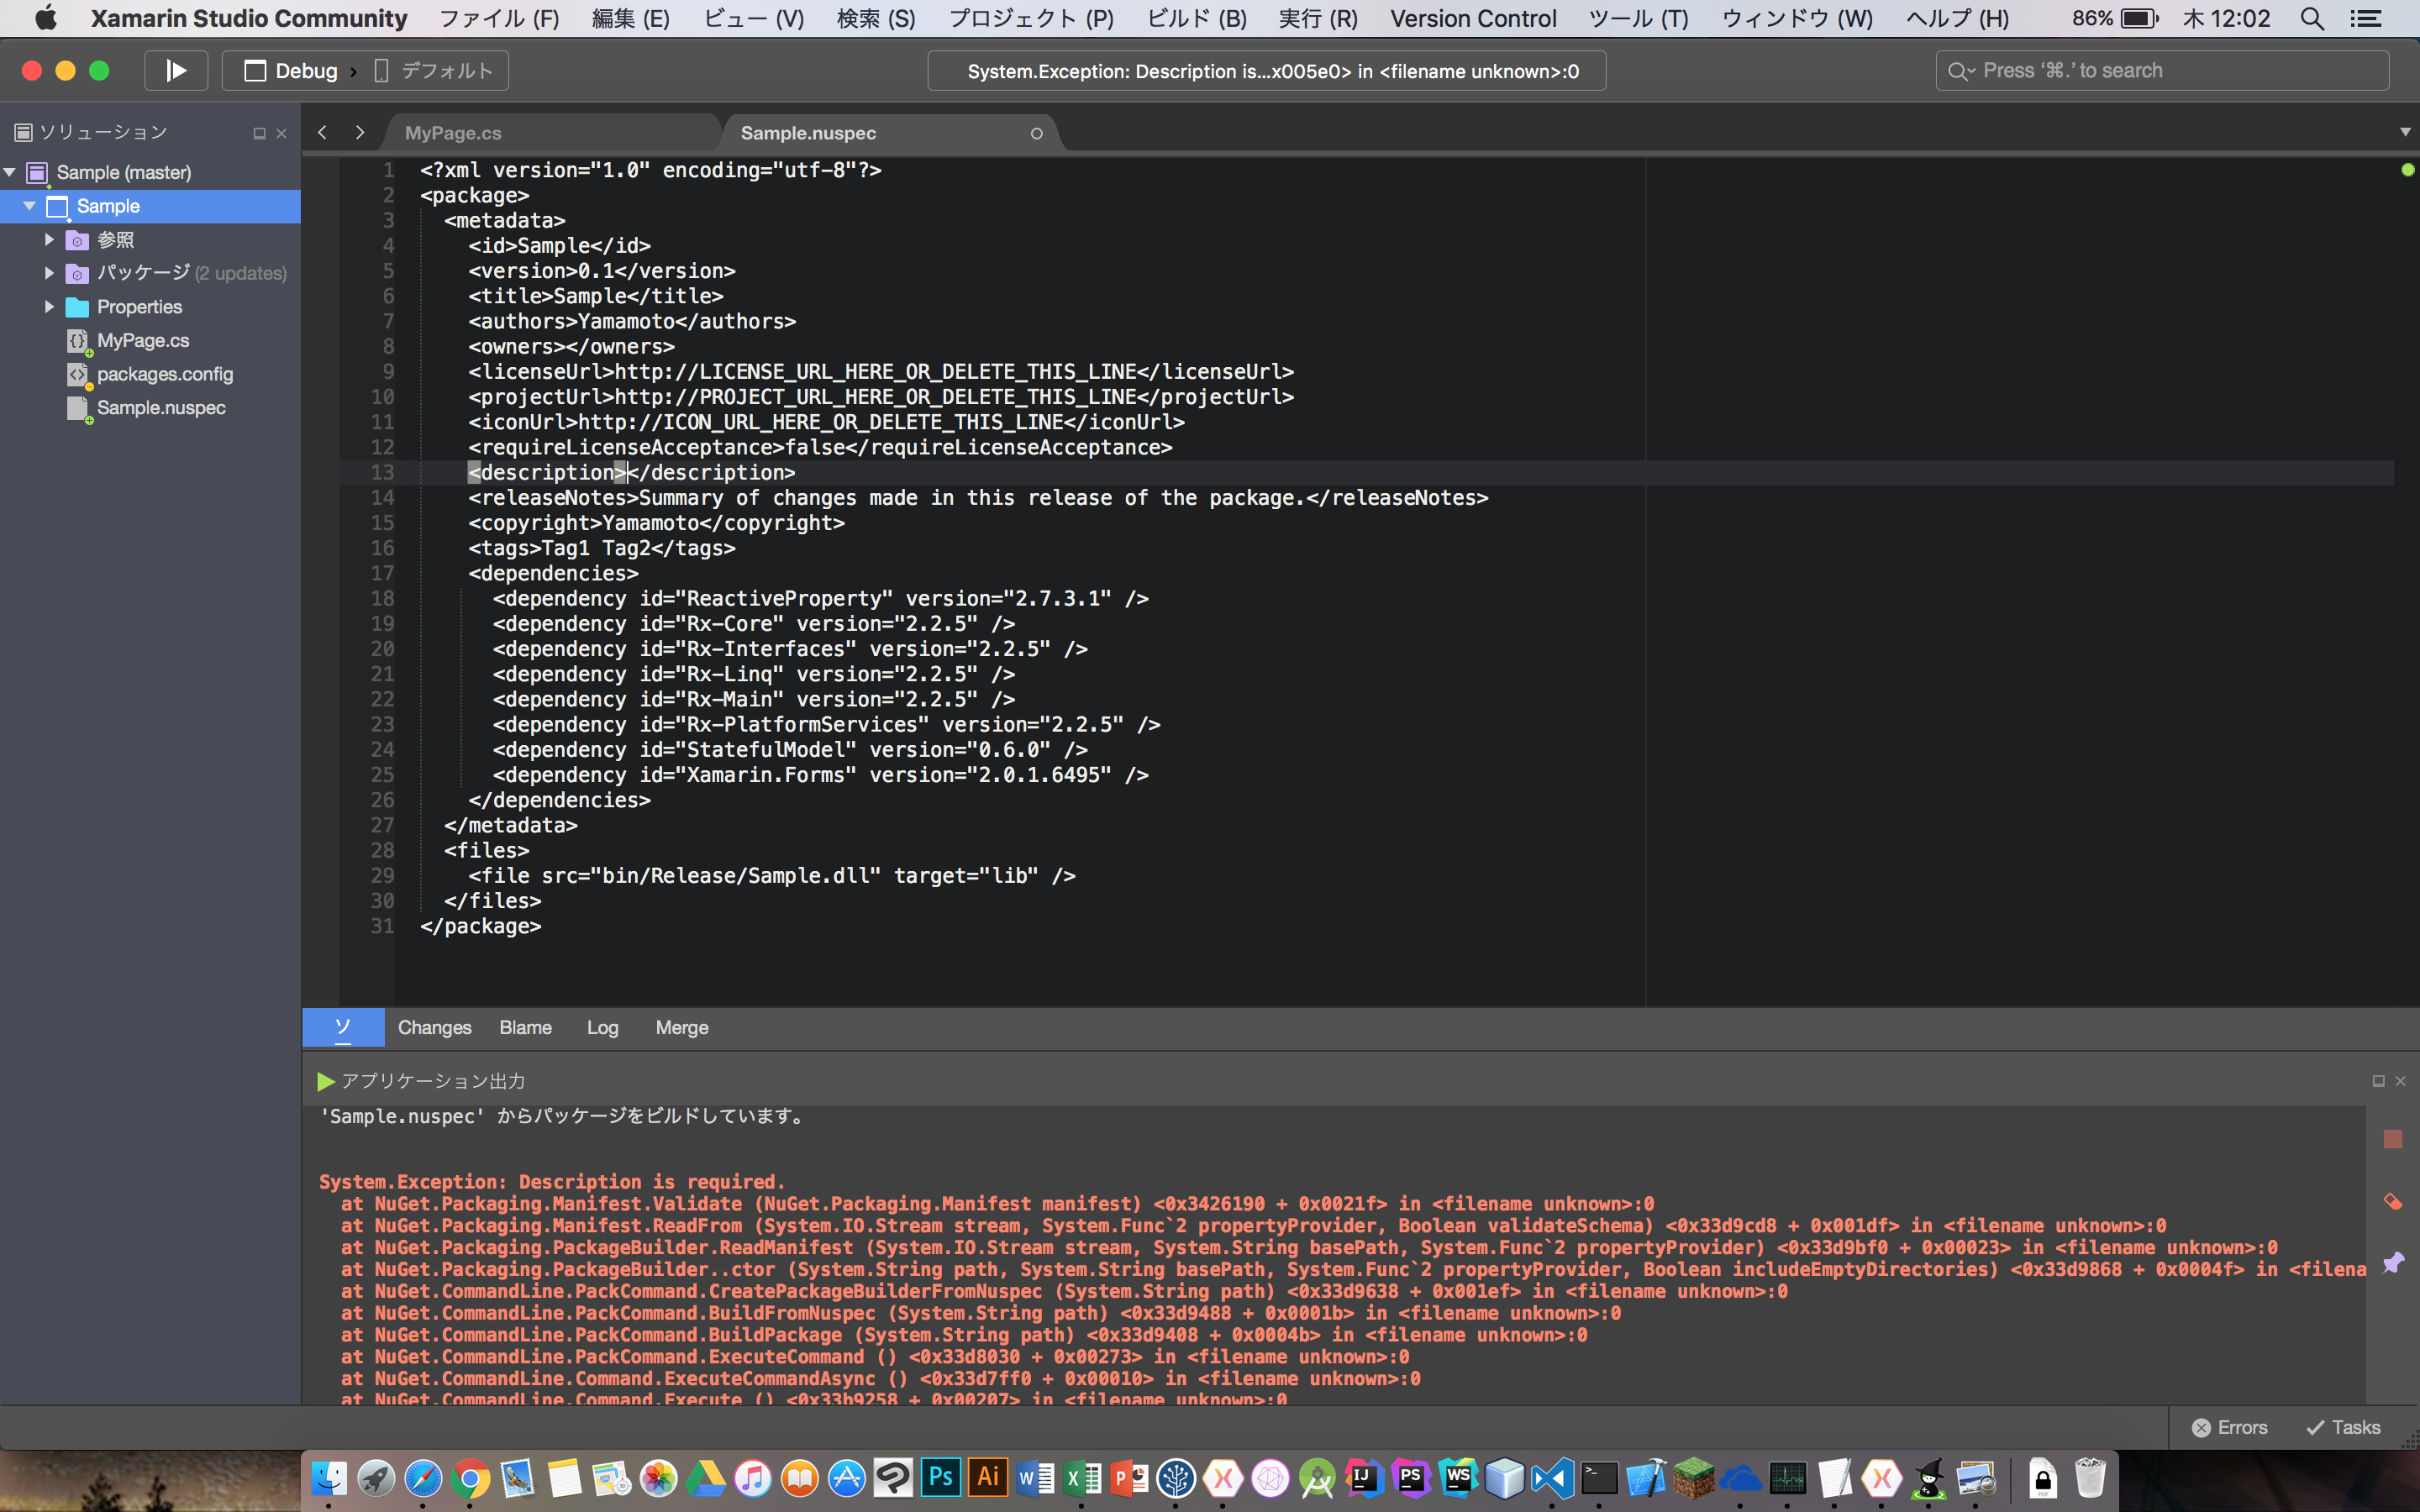 Xamarin Studio Community ファイル (F) 編集 (E) ビュー (V) 検索 (S) プロジェクト (P) ビルド (B) 実行 (R) Version Control ツール (T) ウィンドウ (W) ヘルプ (H) 86% 木 12:02
Debug デフォルト System.Exception: Description is...x005e0> in <filename unknown>:0 Press ‘⌘.’ to search
ソリューション
Sample (master)
Sample
参照
パッケージ (2 updates)
Properties
MyPage.cs
packages.config
Sample.nuspec
MyPage.cs Sample.nuspec
1 <?xml version="1.0" encoding="utf-8"?>
2 <package>
3 <metadata>
4 <id>Sample</id>
5 <version>0.1</version>
6 <title>Sample</title>
7 <authors>Yamamoto</authors>
8 <owners></owners>
9 <licenseUrl>http://LICENSE_URL_HERE_OR_DELETE_THIS_LINE</licenseUrl>
10 <projectUrl>http://PROJECT_URL_HERE_OR_DELETE_THIS_LINE</projectUrl>
11 <iconUrl>http://ICON_URL_HERE_OR_DELETE_THIS_LINE</iconUrl>
12 <requireLicenseAcceptance>false</requireLicenseAcceptance>
13 <description></description>
14 <releaseNotes>Summary of changes made in this release of the package.</releaseNotes>
15 <copyright>Yamamoto</copyright>
16 <tags>Tag1 Tag2</tags>
17 <dependencies>
18 <dependency id="ReactiveProperty" version="2.7.3.1" />
19 <dependency id="Rx-Core" version="2.2.5" />
20 <dependency id="Rx-Interfaces" version="2.2.5" />
21 <dependency id="Rx-Linq" version="2.2.5" />
22 <dependency id="Rx-Main" version="2.2.5" />
23 <dependency id="Rx-PlatformServices" version="2.2.5" />
24 <dependency id="StatefulModel" version="0.6.0" />
25 <dependency id="Xamarin.Forms" version="2.0.1.6495" />
26 </dependencies>
27 </metadata>
28 <files>
29 <file src="bin/Release/Sample.dll" target="lib" />
30 </files>
31 </package>
ソ Changes Blame Log Merge
アプリケーション出力
'Sample.nuspec' からパッケージをビルドしています。
System.Exception: Description is required.
at NuGet.Packaging.Manifest.Validate (NuGet.Packaging.Manifest manifest) <0x3426190 + 0x0021f> in <filename unknown>:0
at NuGet.Packaging.Manifest.ReadFrom (System.IO.Stream stream, System.Func`2 propertyProvider, Boolean validateSchema) <0x33d9cd8 + 0x001df> in <filename unknown>:0
at NuGet.Packaging.PackageBuilder.ReadManifest (System.IO.Stream stream, System.String basePath, System.Func`2 propertyProvider) <0x33d9bf0 + 0x00023> in <filename unknown>:0
at NuGet.Packaging.PackageBuilder..ctor (System.String path, System.String basePath, System.Func`2 propertyProvider, Boolean includeEmptyDirectories) <0x33d9868 + 0x0004f> in <filena
at NuGet.CommandLine.PackCommand.CreatePackageBuilderFromNuspec (System.String path) <0x33d9638 + 0x001ef> in <filename unknown>:0
at NuGet.CommandLine.PackCommand.BuildFromNuspec (System.String path) <0x33d9488 + 0x0001b> in <filename unknown>:0
at NuGet.CommandLine.PackCommand.BuildPackage (System.String path) <0x33d9408 + 0x0004b> in <filename unknown>:0
at NuGet.CommandLine.PackCommand.ExecuteCommand () <0x33d8030 + 0x00273> in <filename unknown>:0
at NuGet.CommandLine.Command.ExecuteCommandAsync () <0x33d7ff0 + 0x00010> in <filename unknown>:0
at NuGet.CommandLine.Command.Execute () <0x33b9258 + 0x00207> in <filename unknown>:0
Errors Tasks
Ps Ai W X P IJ PS WS